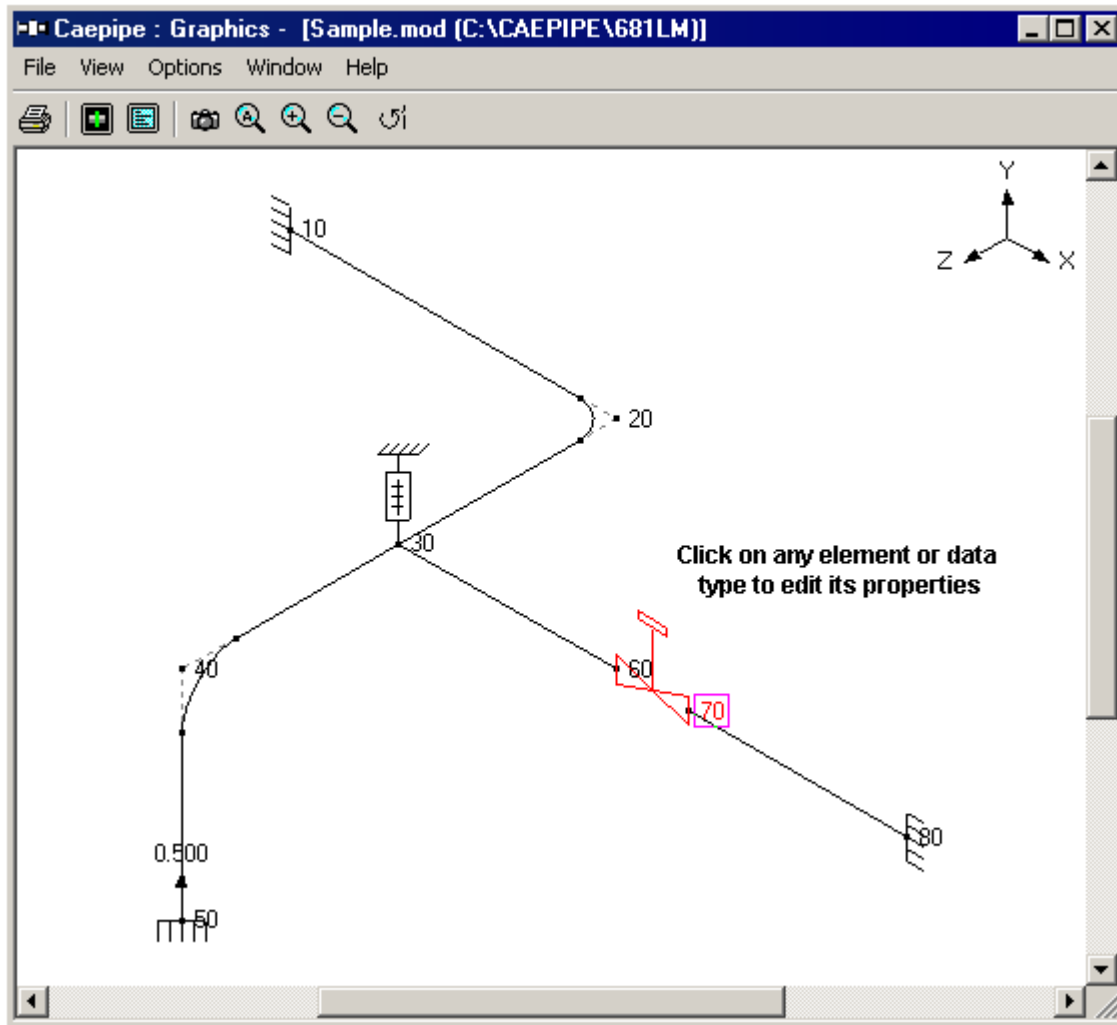 Caepipe : Graphics - [Sample.mod (C:\CAEPIPE\681LM)]
File View Options Window Help
Y
Z X
10
20
30
Click on any element or data
type to edit its properties
40
60
70
80
0.500
50